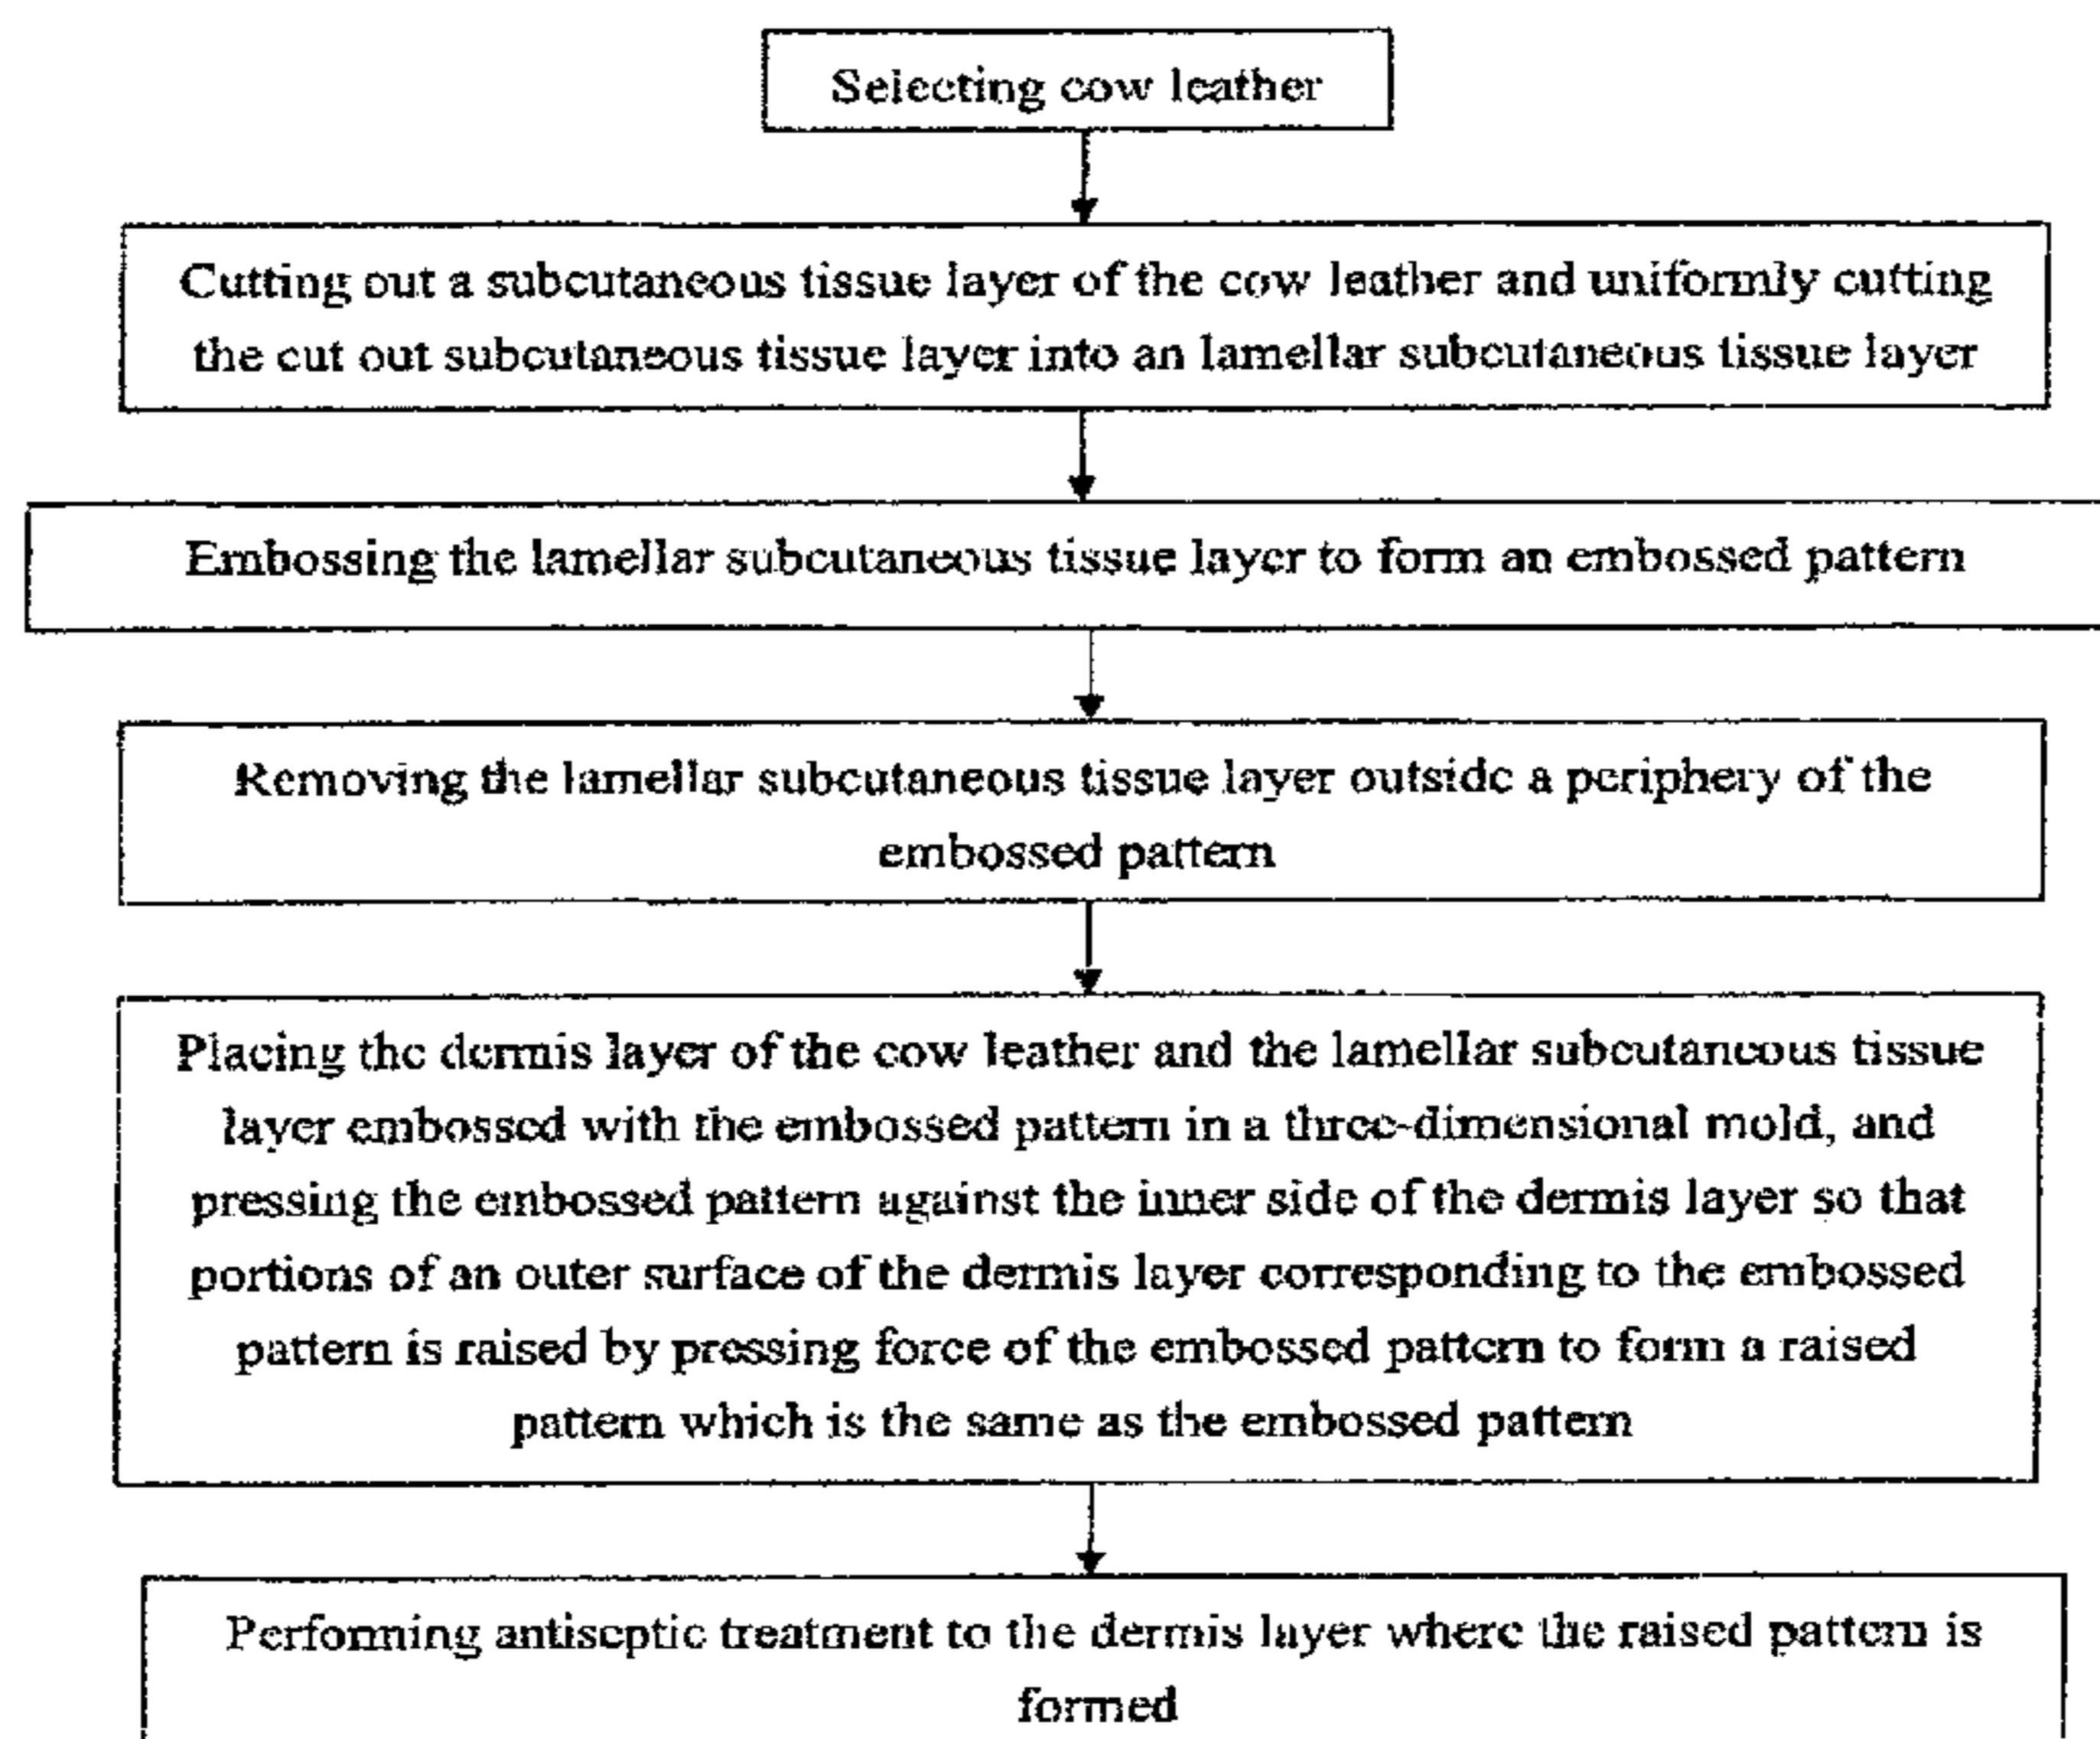 Selecting cow leather
Cutting out a subcutaneous tissue layer of the cow leather and uniformly cutting
the cut out subcutaneous tissue layer into an lamellar subcutaneous tissue layer
Embossing the lamellar subcutaneous tissue layer to form an embossed pattern
Removing the lamellar subcutaneous tissue layer outside a periphery of the
embossed pattern
Placing the dermis layer of the cow leather and the lamellar subcutaneous tissue
layer embossed with the embossed pattern in a three-dimensional mold, and
pressing the embossed pattern against the inner side of the dermis layer so that
portions of an outer surface of the dermis layer corresponding to the embossed
pattern is raised by pressing force of the embossed pattern to form a raised
pattern which is the same as the embossed pattern
Performing antiseptic treatment to the dermis layer where the raised pattern is
formed